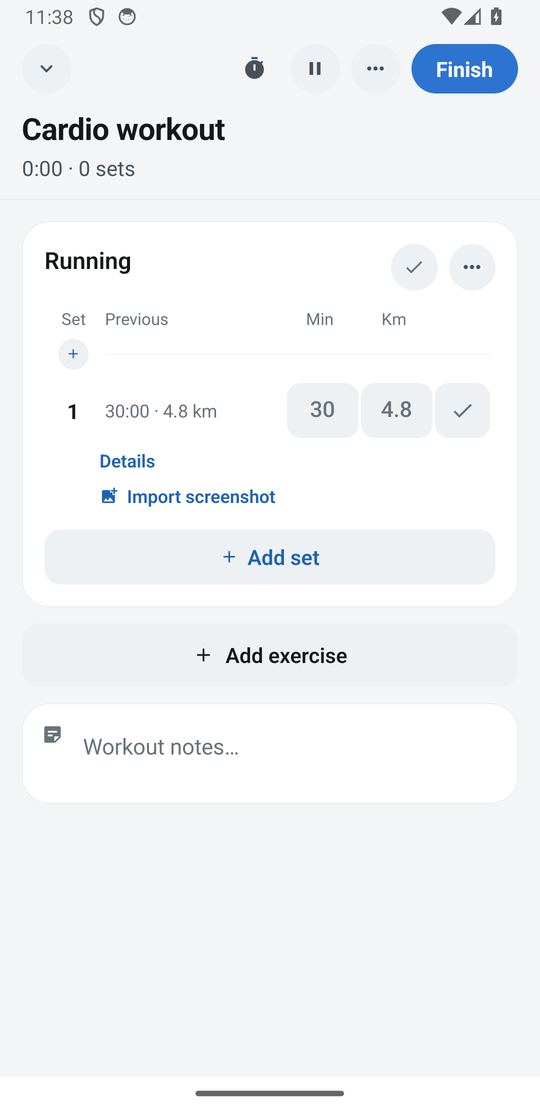 11:38
Finish
Cardio workout
0:00 · 0 sets
Running
Set Previous Min Km
+
1 30:00 · 4.8 km 30 4.8
Details
Import screenshot
+ Add set
+ Add exercise
Workout notes…